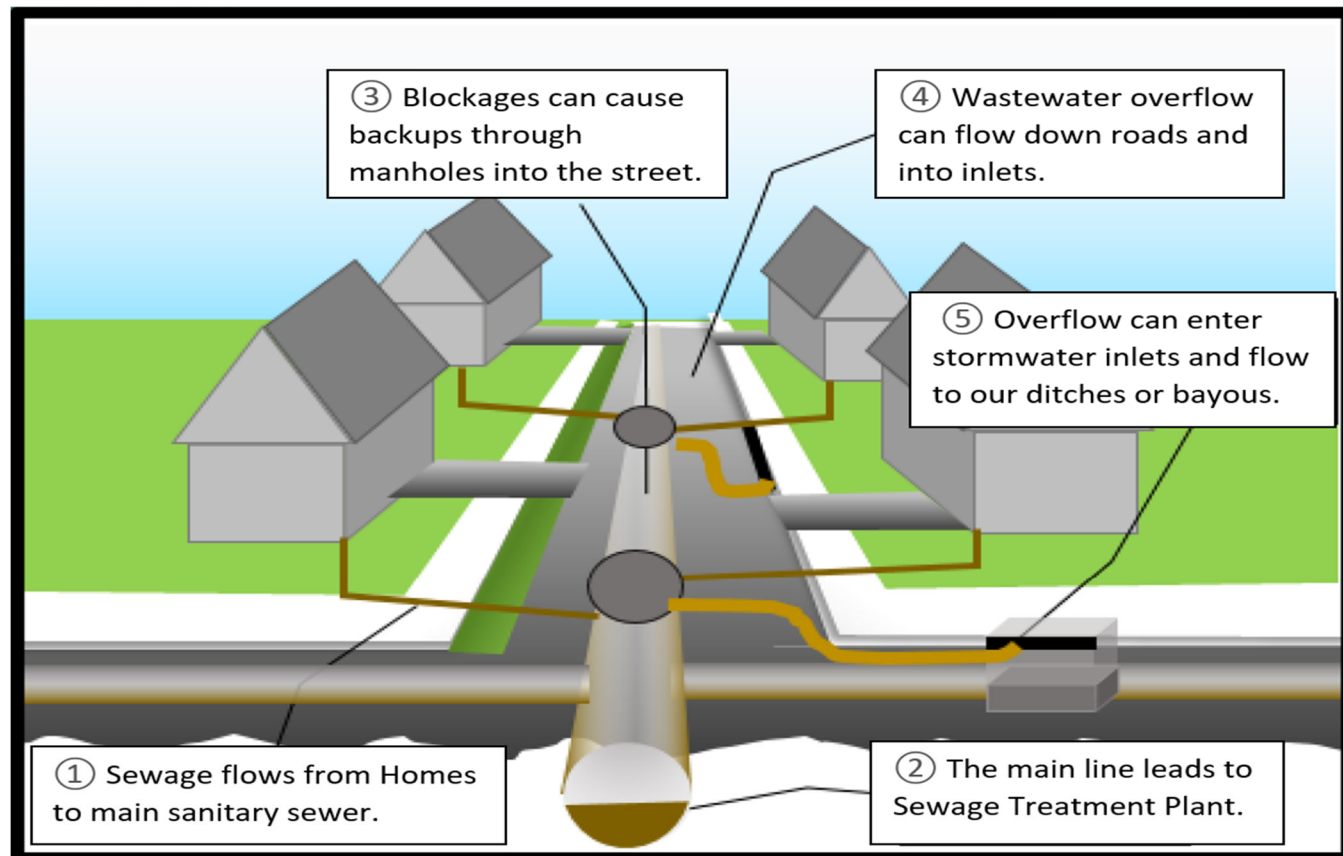 ③ Blockages can cause
backups through
manholes into the street.
④ Wastewater overflow
can flow down roads and
into inlets.
⑤ Overflow can enter
stormwater inlets and flow
to our ditches or bayous.
① Sewage flows from Homes
to main sanitary sewer.
② The main line leads to
Sewage Treatment Plant.